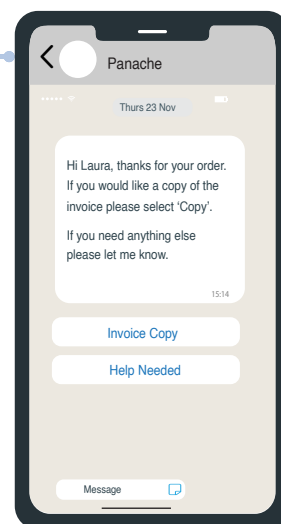 Panache
Thurs 23 Nov
Hi Laura, thanks for your order.
If you would like a copy of the
invoice please select ‘Copy’.
If you need anything else
please let me know.
15:14
Invoice Copy
Help Needed
Message